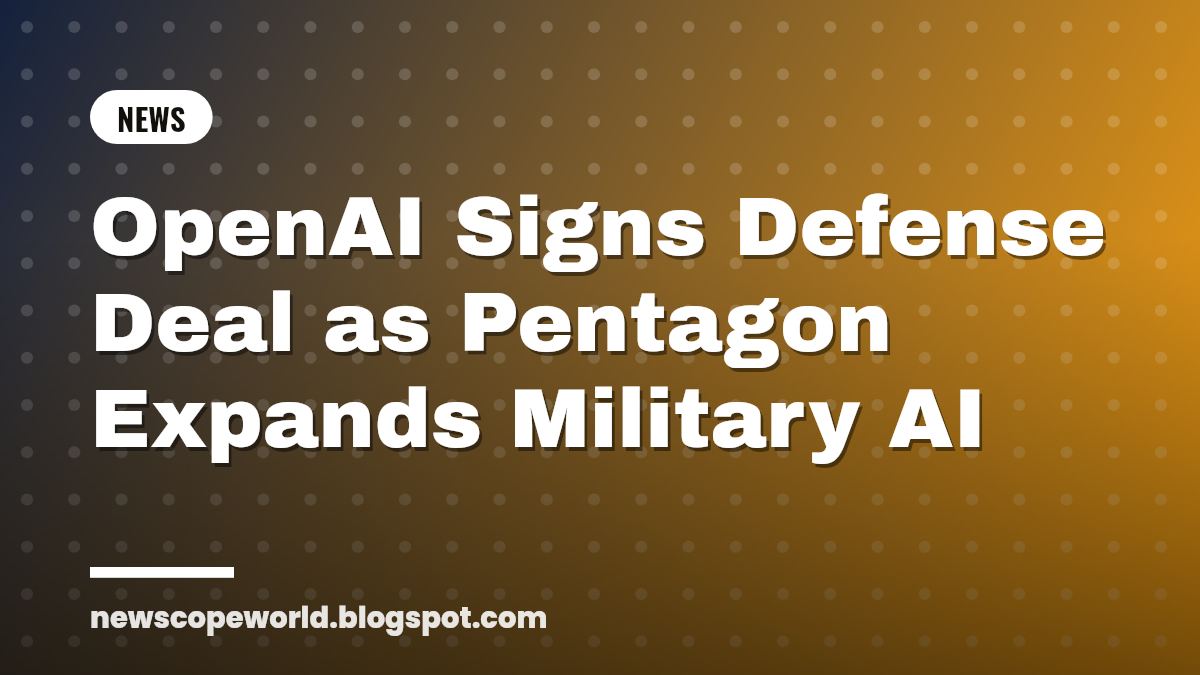 NEWS
OpenAI Signs Defense
Deal as Pentagon
Expands Military AI
newscopeworld.blogspot.com